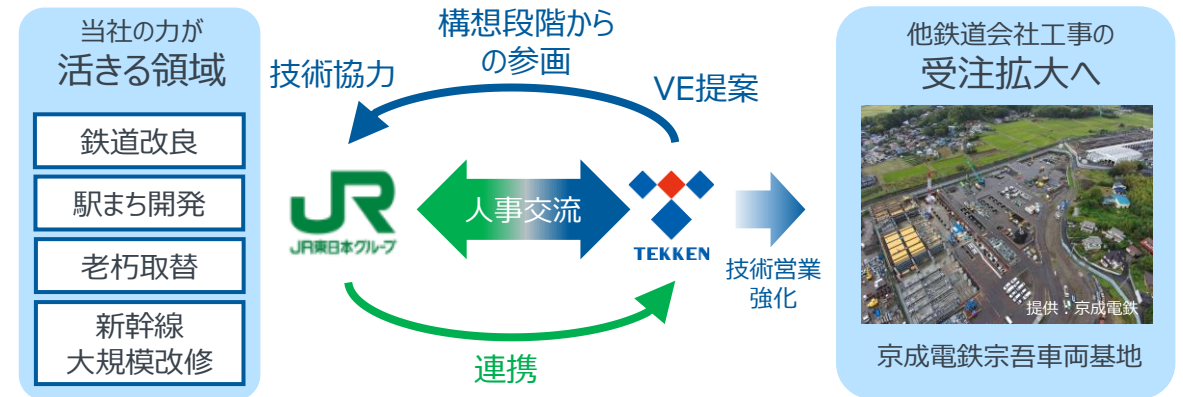 当社の力が
活きる領域
鉄道改良
駅まち開発
老朽取替
新幹線
大規模改修
技術協力
構想段階から
の参画
VE提案
JR
JR東日本グループ
人事交流
TEKKEN
連携
技術営業
強化
他鉄道会社工事の
受注拡大へ
提供：京成電鉄
京成電鉄宗吾車両基地